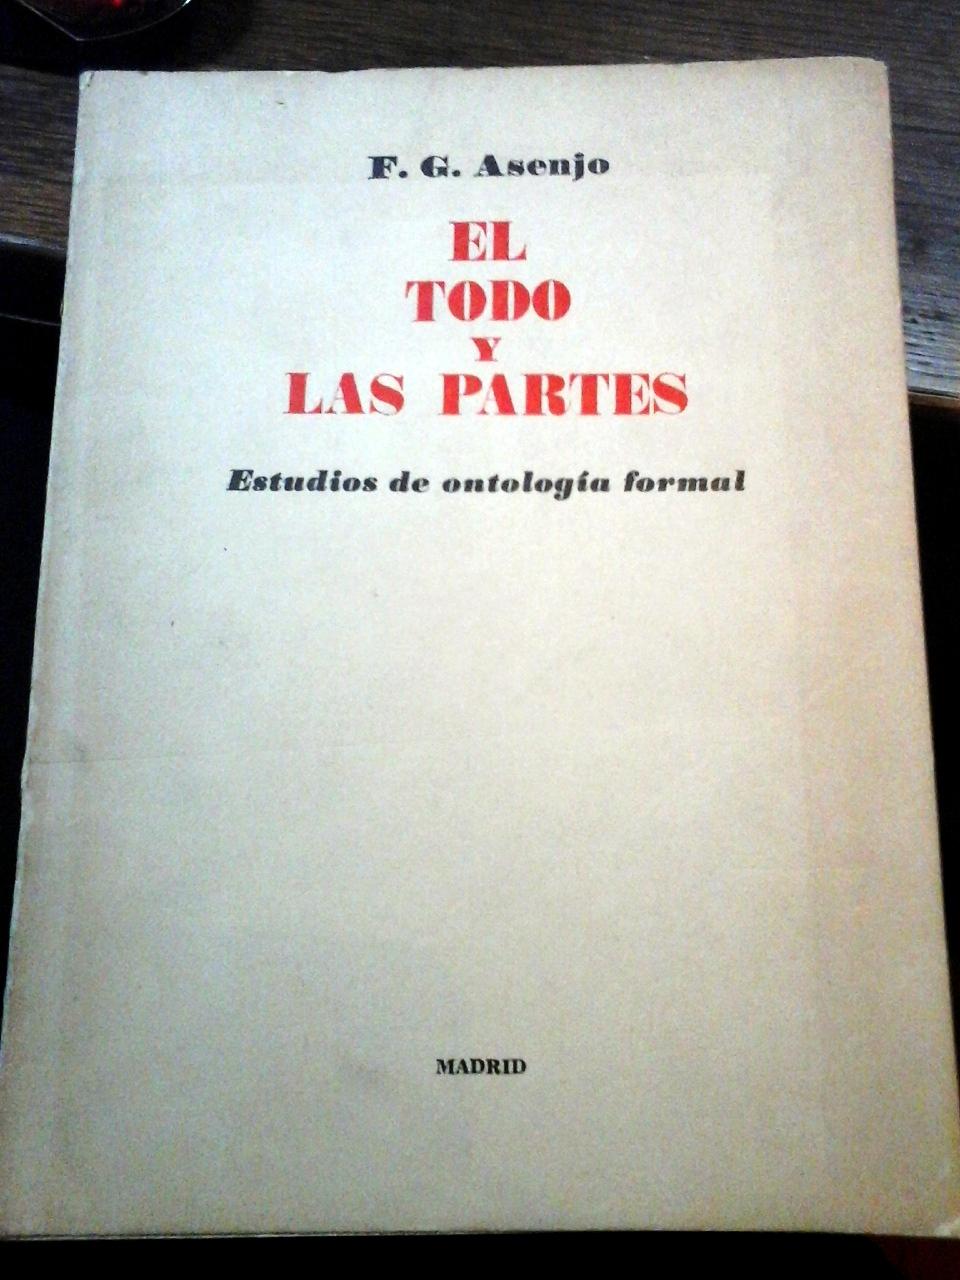 F. G. Asenjo
EL
TODO
Y
LAS PARTES
Estudios de ontología formal
MADRID